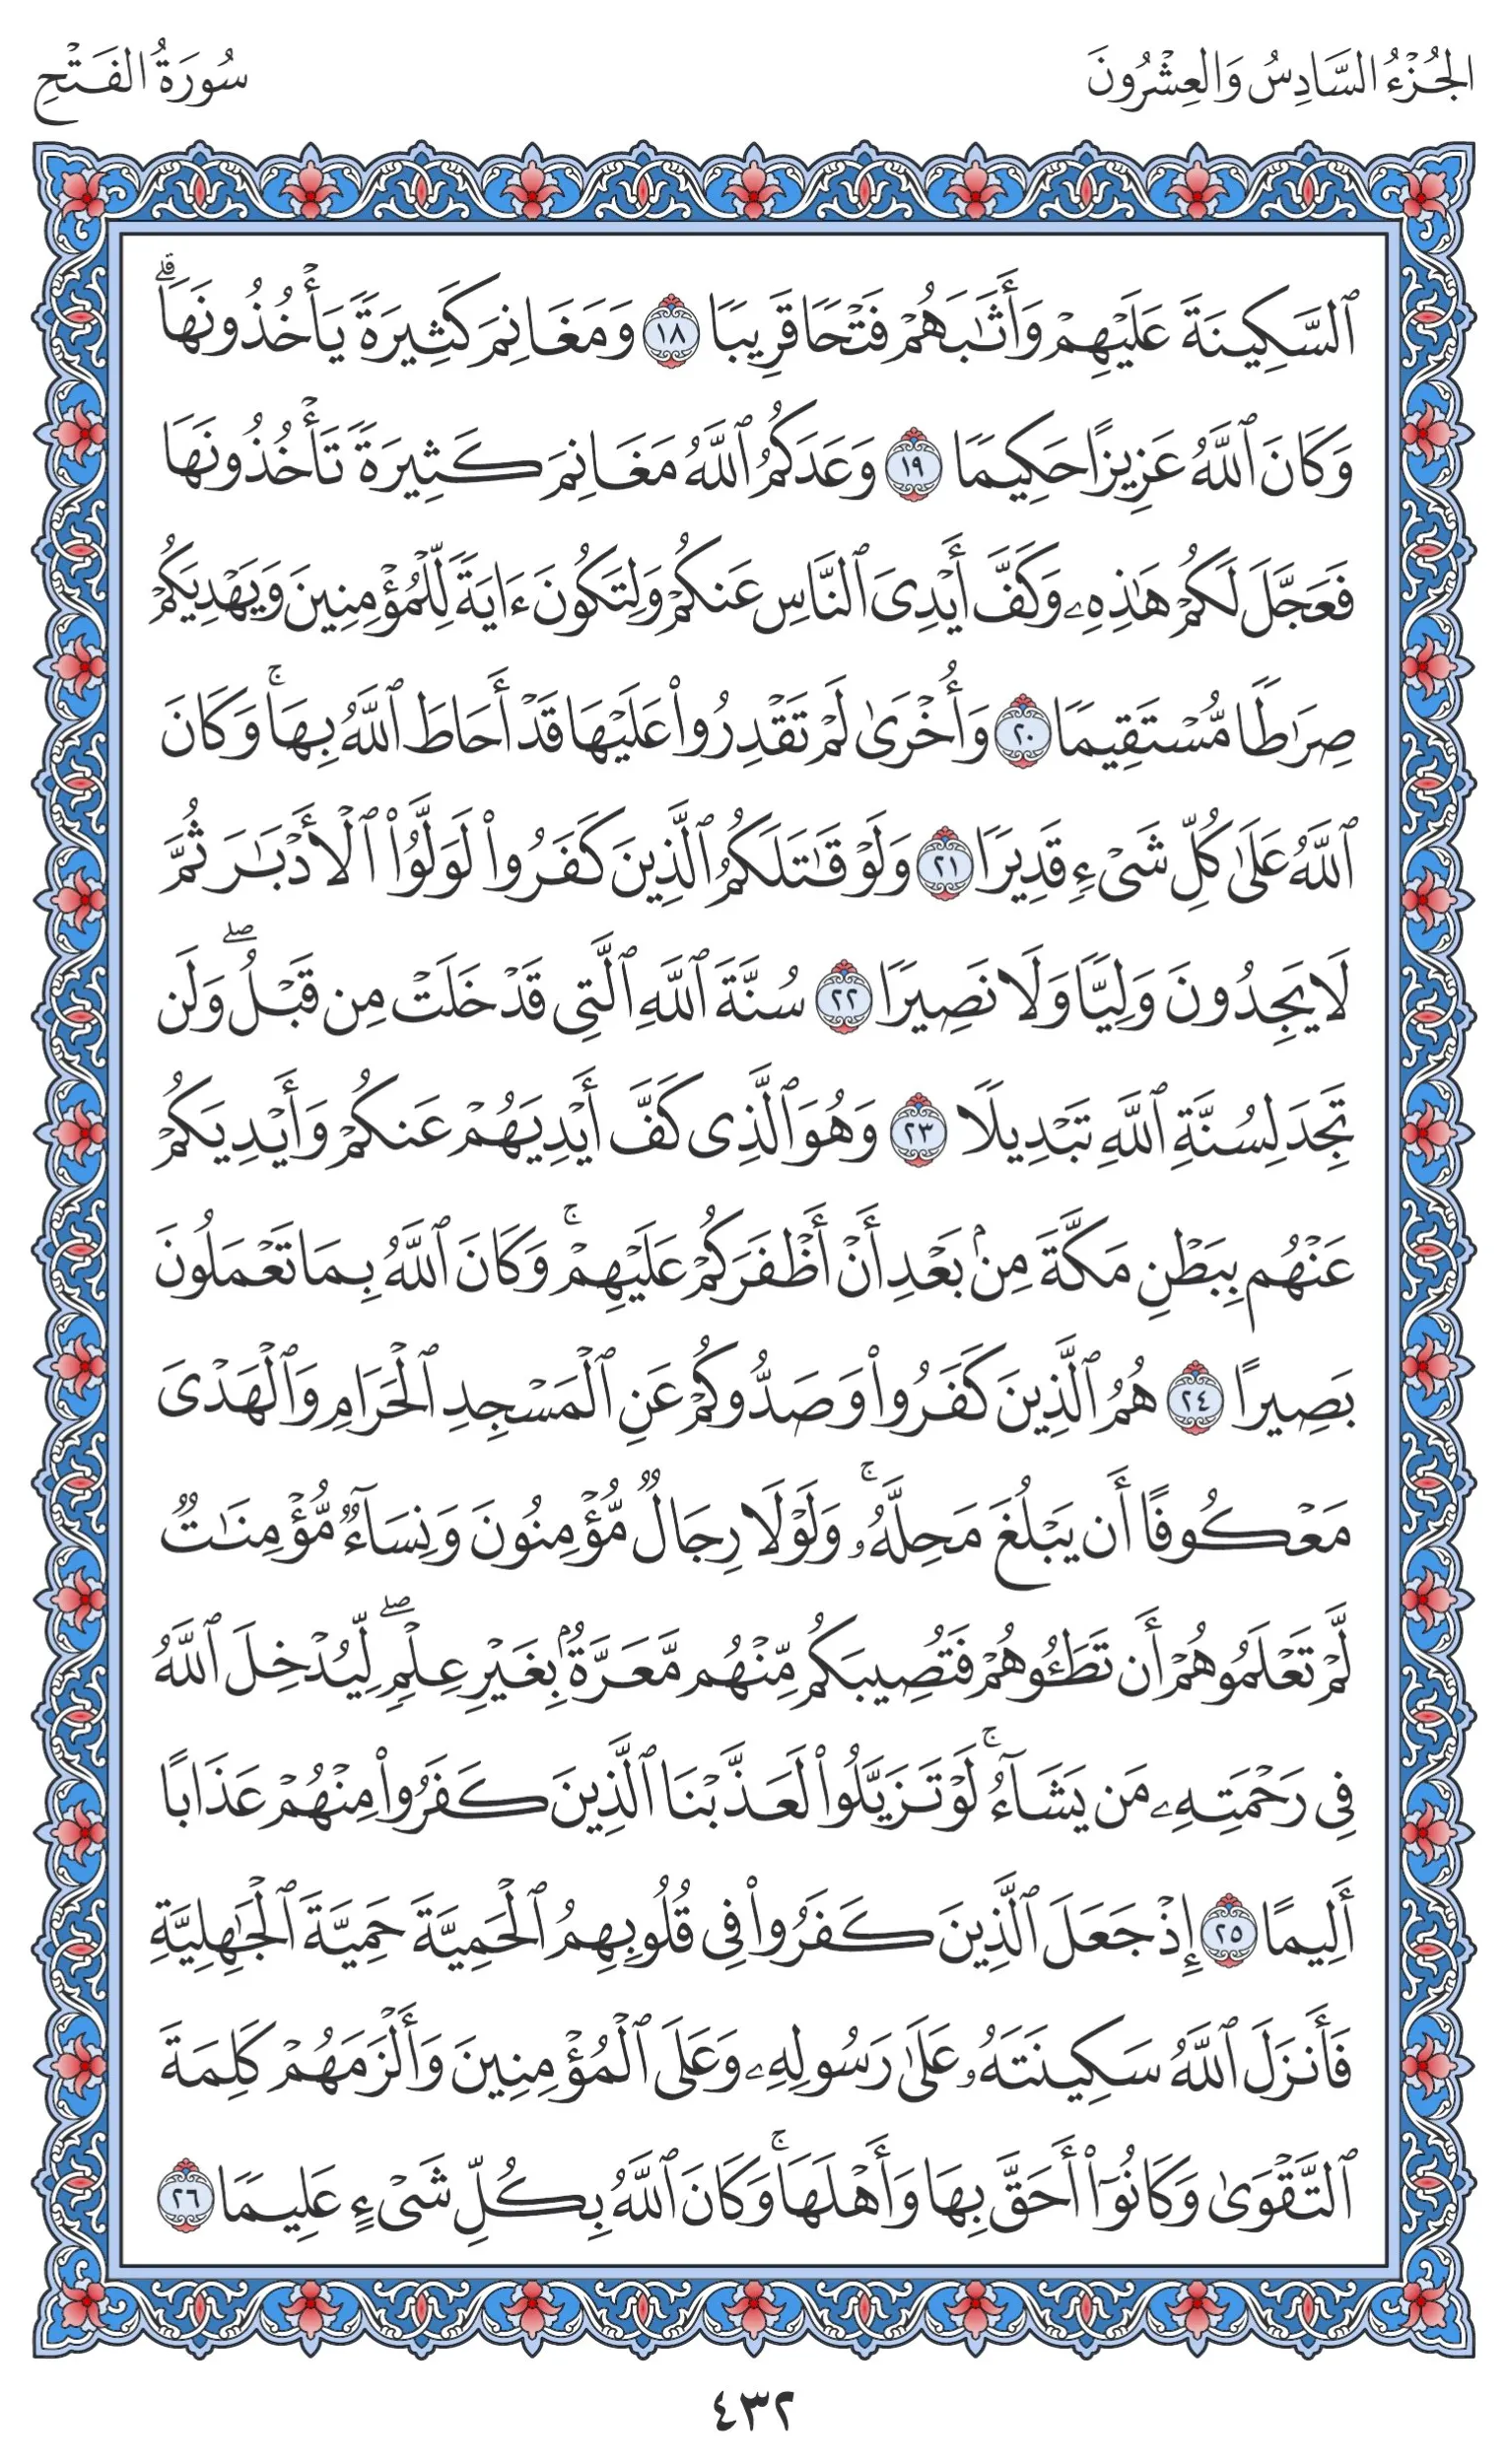 الجُزْءُ السَّادِسُ وَالعِشْرُونَ
سُورَةُ الفَتْحِ
ٱلسَّكِينَةَ عَلَيْهِمْ وَأَثَٰبَهُمْ فَتْحًا قَرِيبًا ١٨ وَمَغَانِمَ كَثِيرَةً يَأْخُذُونَهَاۗ
وَكَانَ ٱللَّهُ عَزِيزًا حَكِيمًا ١٩ وَعَدَكُمُ ٱللَّهُ مَغَانِمَ كَثِيرَةً تَأْخُذُونَهَا
فَعَجَّلَ لَكُمْ هَٰذِهِۦ وَكَفَّ أَيْدِىَ ٱلنَّاسِ عَنكُمْ وَلِتَكُونَ ءَايَةً لِّلْمُؤْمِنِينَ وَيَهْدِيَكُمْ
صِرَٰطًا مُّسْتَقِيمًا ٢٠ وَأُخْرَىٰ لَمْ تَقْدِرُوا۟ عَلَيْهَا قَدْ أَحَاطَ ٱللَّهُ بِهَاۚ وَكَانَ
ٱللَّهُ عَلَىٰ كُلِّ شَىْءٍ قَدِيرًا ٢١ وَلَوْ قَٰتَلَكُمُ ٱلَّذِينَ كَفَرُوا۟ لَوَلَّوُا۟ ٱلْأَدْبَٰرَ ثُمَّ
لَا يَجِدُونَ وَلِيًّا وَلَا نَصِيرًا ٢٢ سُنَّةَ ٱللَّهِ ٱلَّتِى قَدْ خَلَتْ مِن قَبْلُۖ وَلَن
تَجِدَ لِسُنَّةِ ٱللَّهِ تَبْدِيلًا ٢٣ وَهُوَ ٱلَّذِى كَفَّ أَيْدِيَهُمْ عَنكُمْ وَأَيْدِيَكُمْ
عَنْهُم بِبَطْنِ مَكَّةَ مِنۢ بَعْدِ أَنْ أَظْفَرَكُمْ عَلَيْهِمْۚ وَكَانَ ٱللَّهُ بِمَا تَعْمَلُونَ
بَصِيرًا ٢٤ هُمُ ٱلَّذِينَ كَفَرُوا۟ وَصَدُّوكُمْ عَنِ ٱلْمَسْجِدِ ٱلْحَرَامِ وَٱلْهَدْىَ
مَعْكُوفًا أَن يَبْلُغَ مَحِلَّهُۥۚ وَلَوْلَا رِجَالٌ مُّؤْمِنُونَ وَنِسَآءٌ مُّؤْمِنَٰتٌ
لَّمْ تَعْلَمُوهُمْ أَن تَطَـُٔوهُمْ فَتُصِيبَكُم مِّنْهُم مَّعَرَّةٌۢ بِغَيْرِ عِلْمٍۖ لِّيُدْخِلَ ٱللَّهُ
فِى رَحْمَتِهِۦ مَن يَشَآءُۚ لَوْ تَزَيَّلُوا۟ لَعَذَّبْنَا ٱلَّذِينَ كَفَرُوا۟ مِنْهُمْ عَذَابًا
أَلِيمًا ٢٥ إِذْ جَعَلَ ٱلَّذِينَ كَفَرُوا۟ فِى قُلُوبِهِمُ ٱلْحَمِيَّةَ حَمِيَّةَ ٱلْجَٰهِلِيَّةِ
فَأَنزَلَ ٱللَّهُ سَكِينَتَهُۥ عَلَىٰ رَسُولِهِۦ وَعَلَى ٱلْمُؤْمِنِينَ وَأَلْزَمَهُمْ كَلِمَةَ
ٱلتَّقْوَىٰ وَكَانُوٓا۟ أَحَقَّ بِهَا وَأَهْلَهَاۚ وَكَانَ ٱللَّهُ بِكُلِّ شَىْءٍ عَلِيمًا ٢٦
٤٣٢